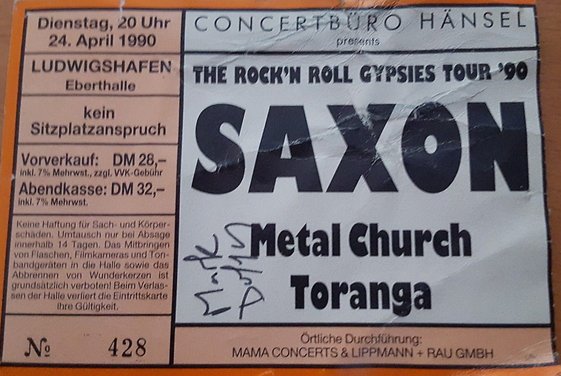 Dienstag, 20 Uhr
24. April 1990
LUDWIGSHAFEN
Eberthalle
kein
Sitzplatzanspruch
Vorverkauf: DM 28,–
inkl. 7% Mehrwst., zzgl. VVK-Gebühr
Abendkasse: DM 32,–
inkl. 7% Mehrwst.
Keine Haftung für Sach- und Körper-
schäden. Umtausch nur bei Absage
innerhalb 14 Tagen. Das Mitbringen
von Flaschen, Filmkameras und Ton-
bandgeräten in die Halle sowie das
Abbrennen von Wunderkerzen ist
grundsätzlich verboten! Beim Verlas-
sen der Halle verliert die Eintrittskarte
ihre Gültigkeit.
No 428
CONCERTBÜRO HÄNSEL
presents
THE ROCK'N ROLL GYPSIES TOUR '90
SAXON
Metal Church
Toranga
Örtliche Durchführung:
MAMA CONCERTS & LIPPMANN + RAU GMBH